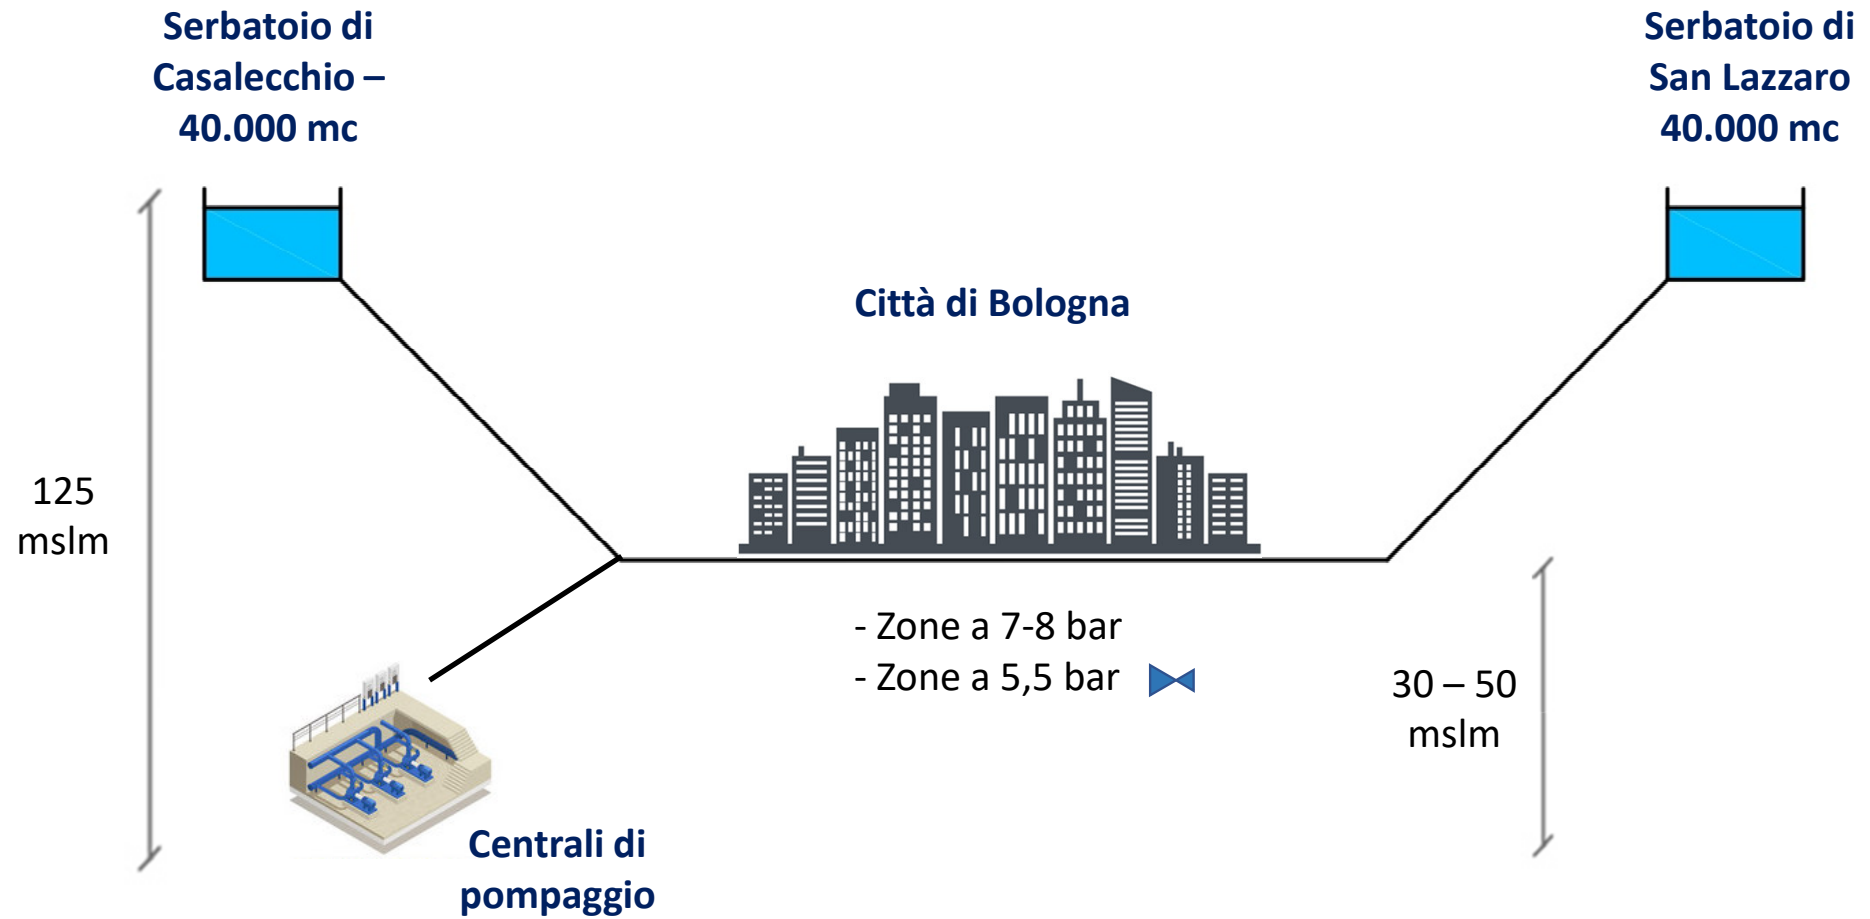 Serbatoio di
Casalecchio –
40.000 mc
Serbatoio di
San Lazzaro
40.000 mc
Città di Bologna
125
mslm
- Zone a 7-8 bar
- Zone a 5,5 bar
30 – 50
mslm
Centrali di
pompaggio